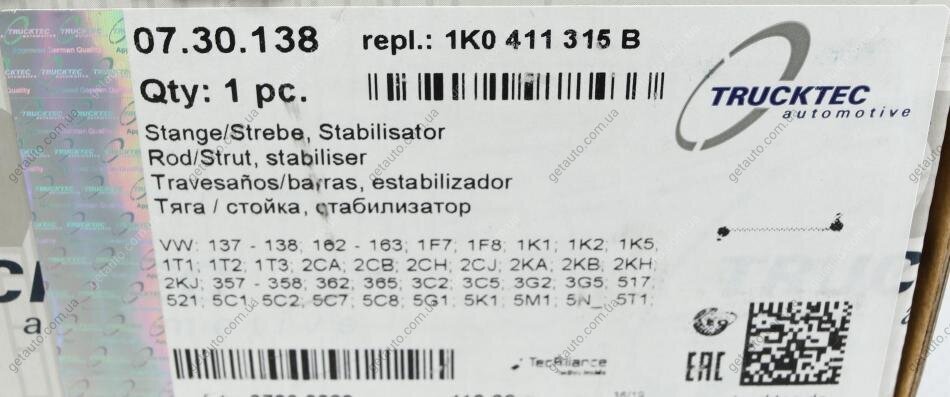 07.30.138 repl.: 1K0 411 315 B
Qty: 1 pc.
TRUCKTEC
automotive
Stange/Strebe, Stabilisator
Rod/Strut, stabiliser
Travesaños/barras, estabilizador
Тяга / стойка, стабилизатор
VW: 137 - 138; 162 - 163; 1F7; 1F8; 1K1; 1K2; 1K5,
1T1; 1T2; 1T3; 2CA; 2CB; 2CH; 2CJ; 2KA; 2KB; 2KH;
2KJ; 357 - 358; 362; 365; 3C2; 3C5; 3G2; 3G5; 517;
521; 5C1; 5C2; 5C7; 5C8; 5G1; 5K1; 5M1; 5N_; 5T1;
TecAlliance
EAC
TRUCKTEC
German Quality
getauto.com.ua